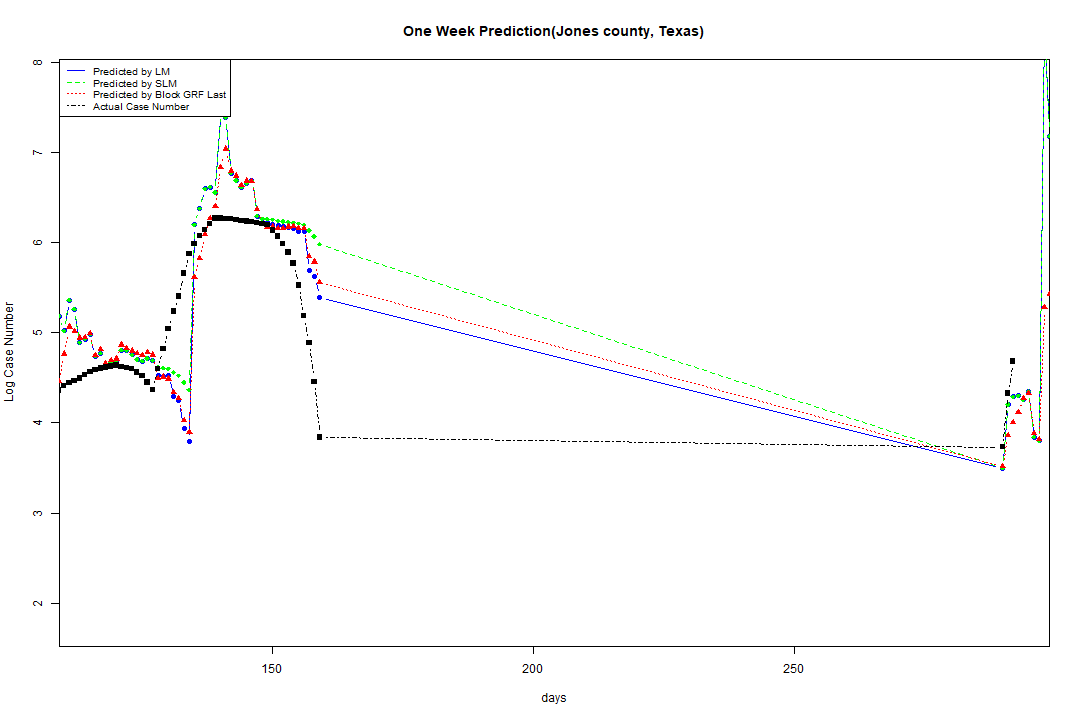 One Week Prediction(Jones county, Texas)
8
7
6
5
4
3
2
Log Case Number
Predicted by LM
Predicted by SLM
Predicted by Block GRF Last
Actual Case Number
150
200
250
days